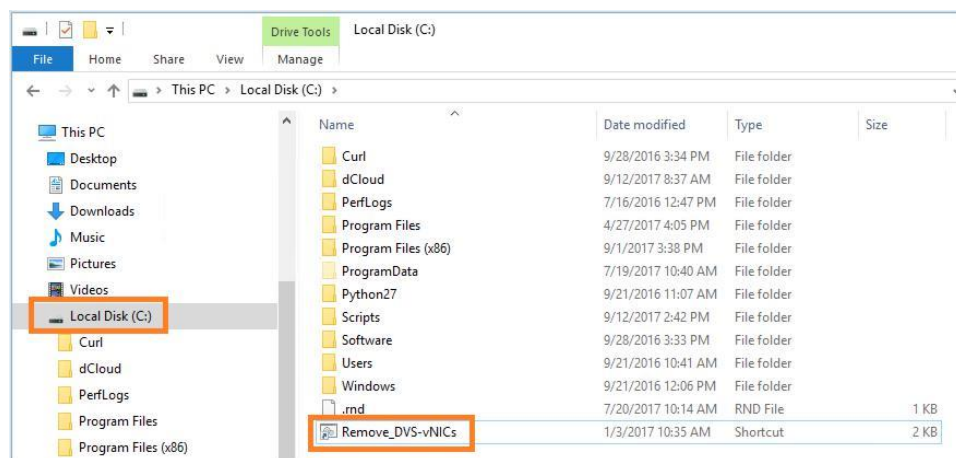 Drive Tools Local Disk (C:)
File Home Share View Manage
This PC > Local Disk (C:) >
This PC
Desktop
Documents
Downloads
Music
Pictures
Videos
Local Disk (C:)
Curl
dCloud
PerfLogs
Program Files
Program Files (x86)
Name Date modified Type Size
Curl 9/28/2016 3:34 PM File folder
dCloud 9/12/2017 8:37 AM File folder
PerfLogs 7/16/2016 12:47 PM File folder
Program Files 4/27/2017 4:05 PM File folder
Program Files (x86) 9/1/2017 3:38 PM File folder
ProgramData 7/19/2017 10:40 AM File folder
Python27 9/21/2016 11:07 AM File folder
Scripts 9/12/2017 2:42 PM File folder
Software 9/28/2016 3:33 PM File folder
Users 9/21/2016 10:41 AM File folder
Windows 9/21/2016 12:06 PM File folder
.rnd 7/20/2017 10:14 AM RND File 1 KB
Remove_DVS-vNICs 1/3/2017 10:35 AM Shortcut 2 KB